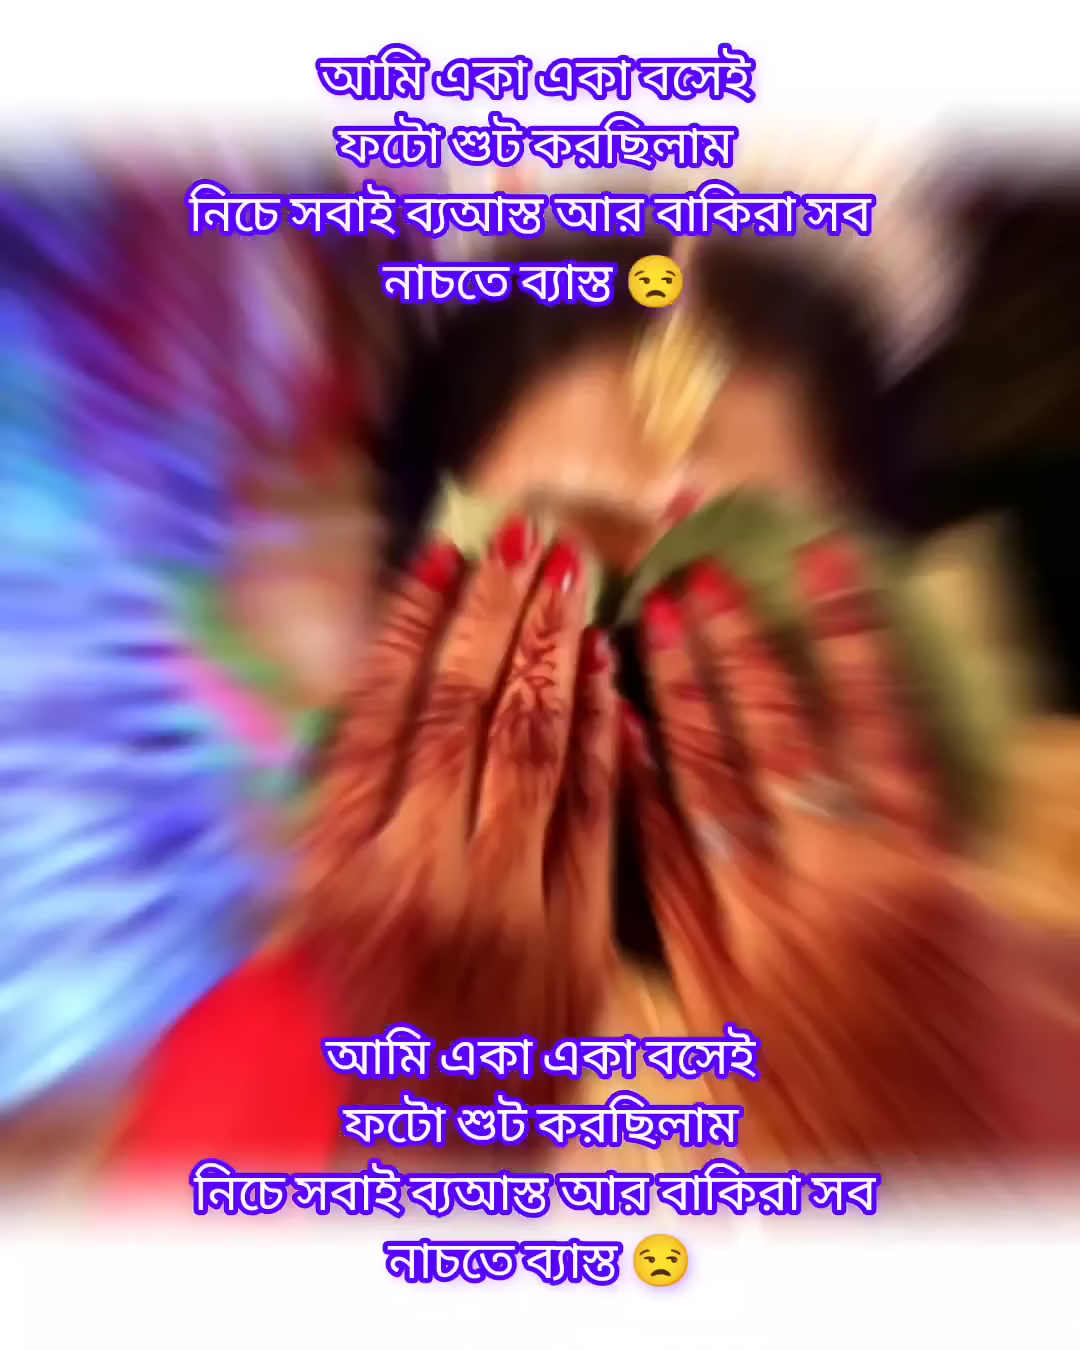 আমি একা একা বসেই
ফটো শুট করছিলাম
নিচে সবাই ব্যআস্ত আর বাকিরা সব
নাচতে ব্যাস্ত 😒
আমি একা একা বসেই
ফটো শুট করছিলাম
নিচে সবাই ব্যআস্ত আর বাকিরা সব
নাচতে ব্যাস্ত 😒